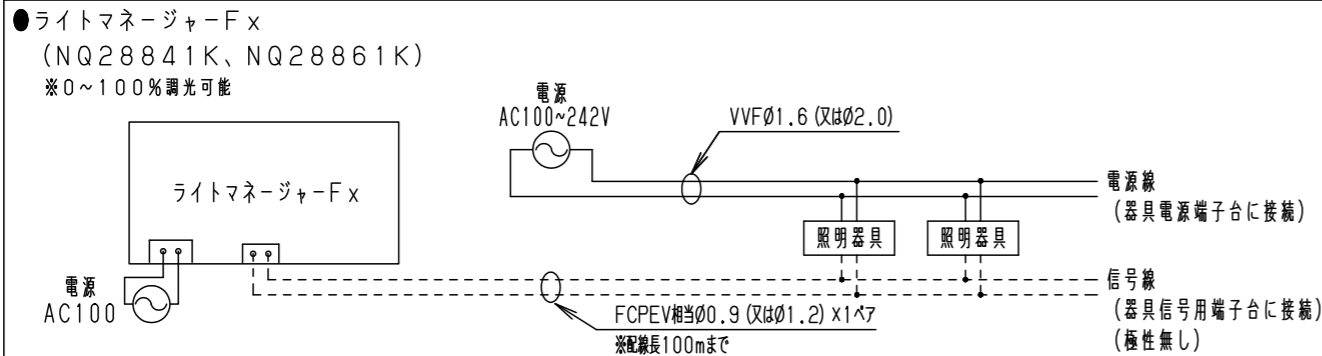 ●ライトマネージャーFx
(NQ28841K、NQ28861K)
※0~100%調光可能
電源
AC100~242V
VVFØ1.6(又はØ2.0)
ライトマネージャーFx
電源線
(器具電源端子台に接続)
照明器具
照明器具
電源
AC100
信号線
(器具信号用端子台に接続)
(極性無し)
FCPEV相当Ø0.9(又はØ1.2)×1ペア
※配線長100mまで